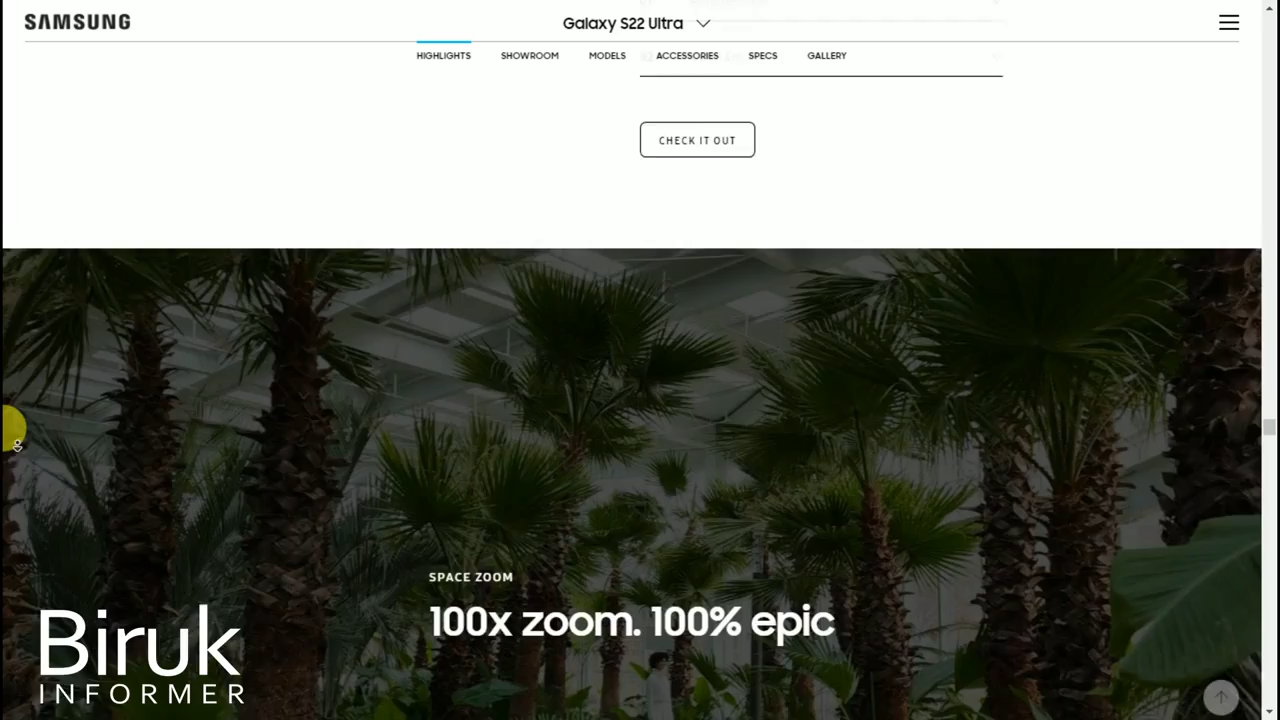 SAMSUNG
Galaxy S22 Ultra
HIGHLIGHTS SHOWROOM MODELS ACCESSORIES SPECS GALLERY
CHECK IT OUT
SPACE ZOOM
100x zoom. 100% epic
Biruk
INFORMER